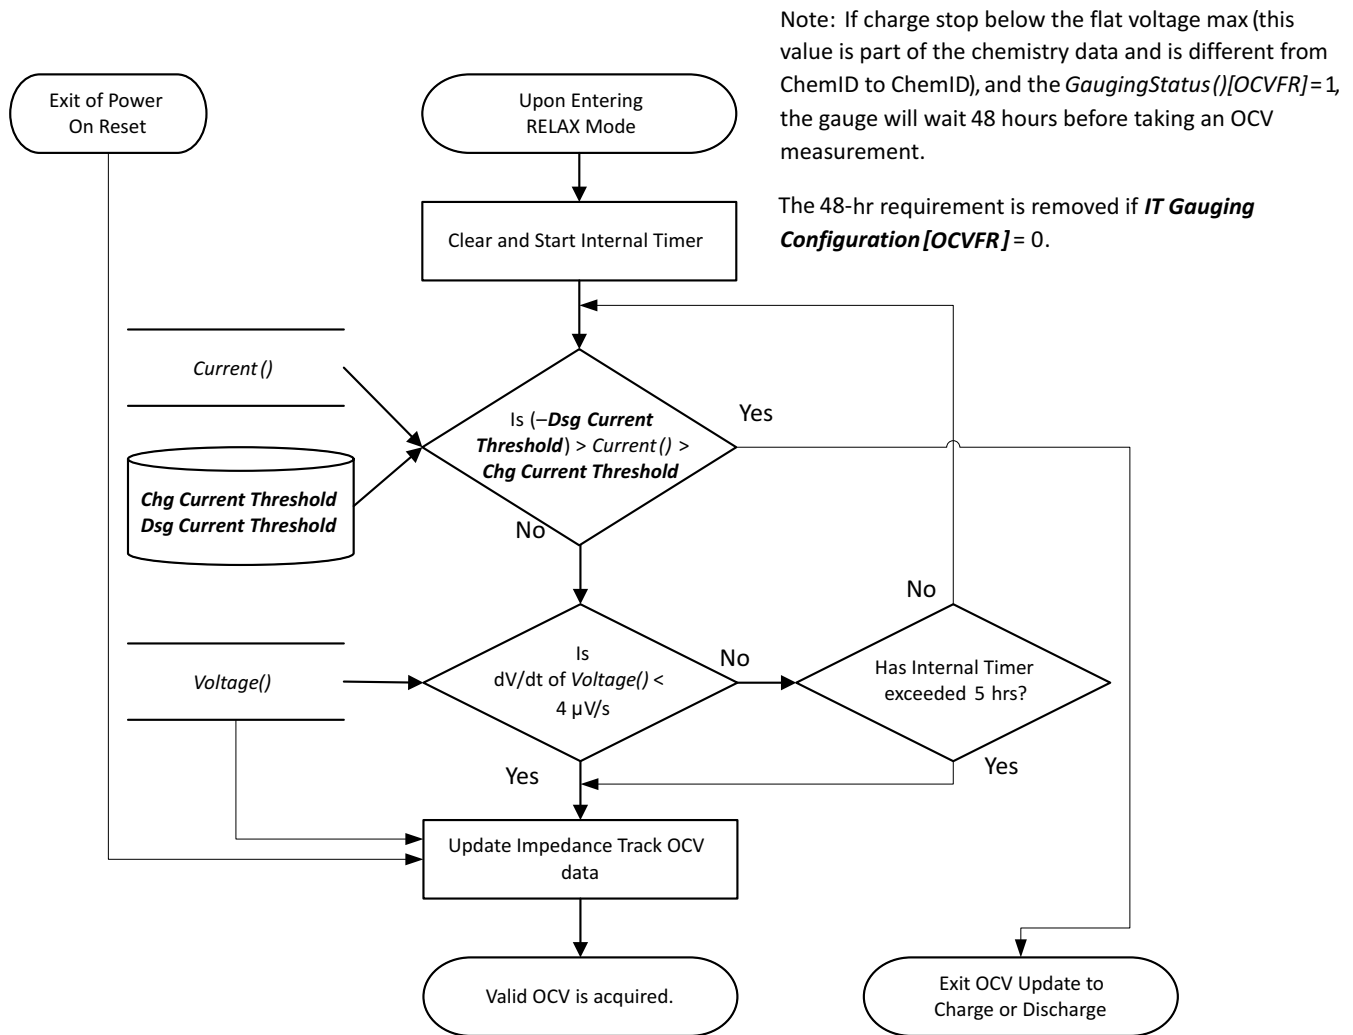 Note: If charge stop below the flat voltage max (this
value is part of the chemistry data and is different from
ChemID to ChemID), and the GaugingStatus()[OCVFR] = 1,
the gauge will wait 48 hours before taking an OCV
measurement.
The 48-hr requirement is removed if IT Gauging
Configuration [OCVFR] = 0.
Exit of Power
On Reset
Upon Entering
RELAX Mode
Clear and Start Internal Timer
Current()
Is (–Dsg Current
Threshold) > Current() >
Chg Current Threshold
Yes
Chg Current Threshold
Dsg Current Threshold
No
No
Voltage()
Is
dV/dt of Voltage() <
4 µV/s
No
Has Internal Timer
exceeded 5 hrs?
Yes
Yes
Update Impedance Track OCV
data
Valid OCV is acquired.
Exit OCV Update to
Charge or Discharge